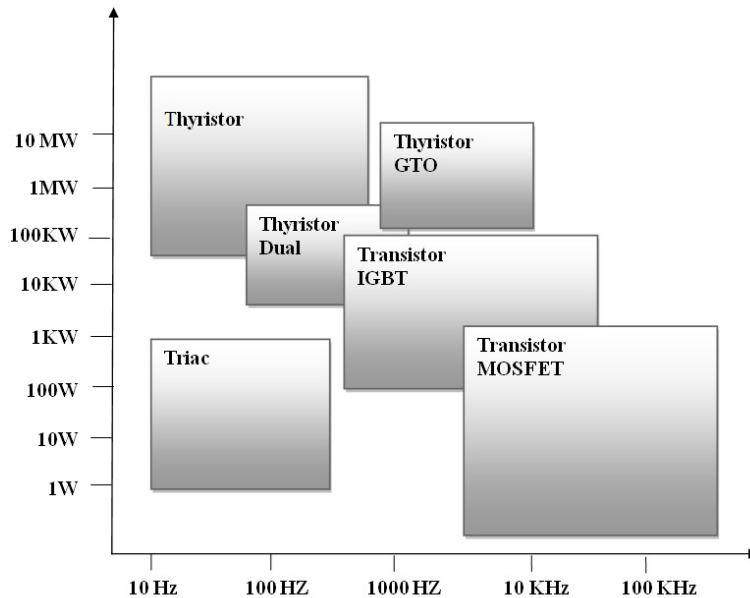 Thyristor
Thyristor
GTO
Thyristor
Dual
Transistor
IGBT
Transistor
MOSFET
Triac
10 MW
1MW
100KW
10KW
1KW
100W
10W
1W
10 Hz
100 HZ
1000 HZ
10 KHz
100 KHz